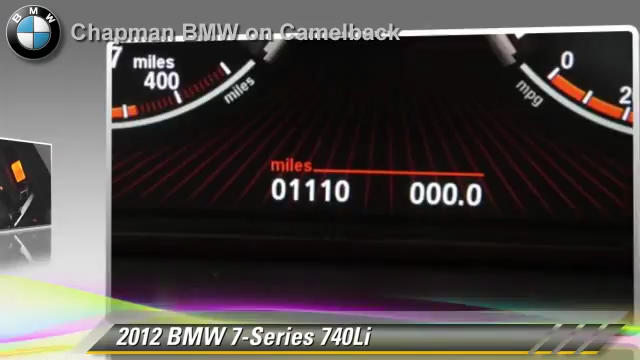 BMW
Chapman BMW on Camelback
7 miles
400
miles
0
2
mpg
miles
01110 000.0
2012 BMW 7-Series 740Li